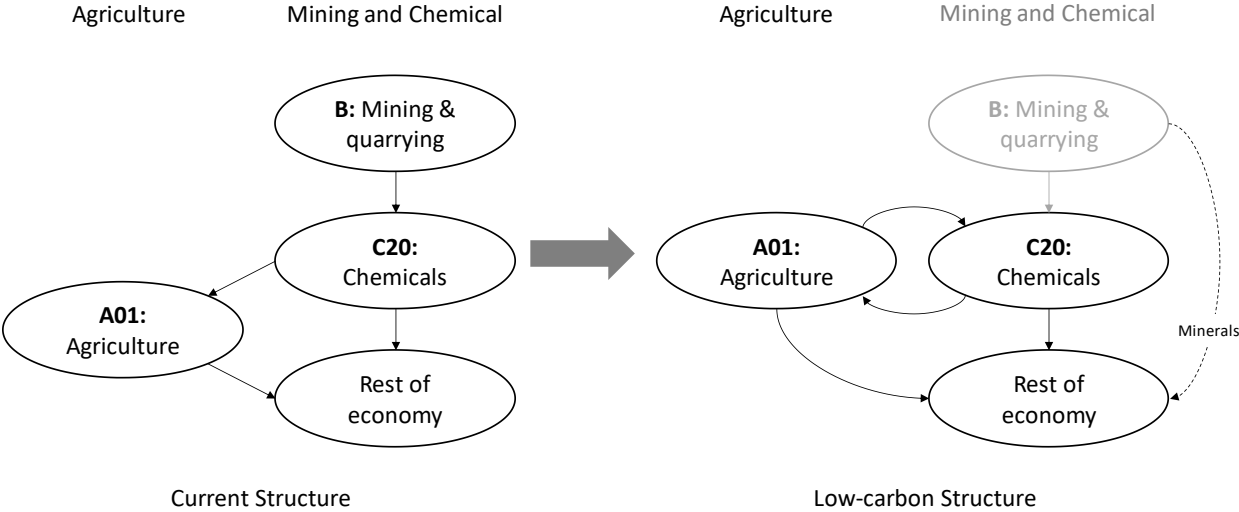 Agriculture
Mining and Chemical
Agriculture
Mining and Chemical
B: Mining &
quarrying
B: Mining &
quarrying
C20:
Chemicals
A01:
Agriculture
C20:
Chemicals
A01:
Agriculture
Minerals
Rest of
economy
Rest of
economy
Current Structure
Low-carbon Structure